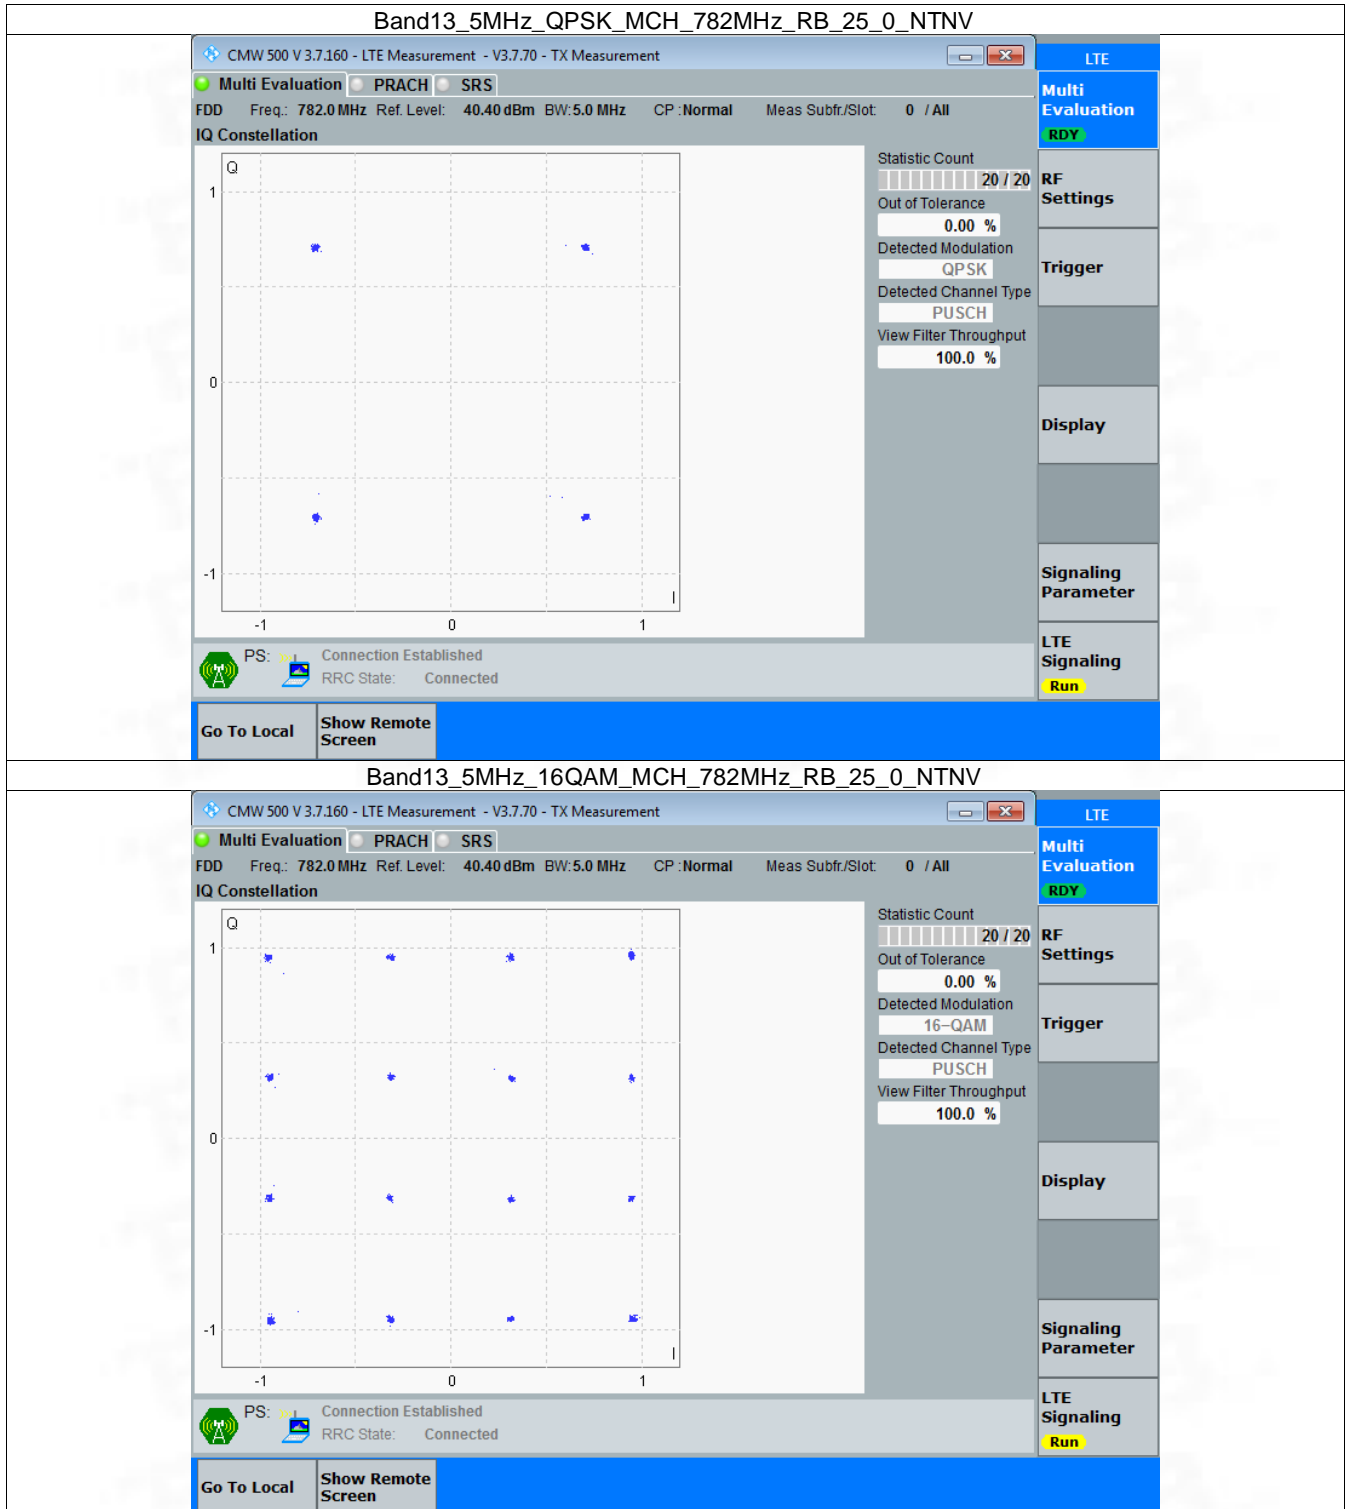 Band13_5MHz_QPSK_MCH_782MHz_RB_25_0_NTNV
CMW 500 V 3.7.160 - LTE Measurement - V3.7.70 - TX Measurement
LTE
Multi Evaluation PRACH SRS
Multi
Evaluation
RDY
FDD Freq.: 782.0 MHz Ref. Level: 40.40 dBm BW: 5.0 MHz CP : Normal Meas Subfr./Slot: 0 / All
IQ Constellation
Q
1
0
-1
I
-1 0 1
Statistic Count
20 / 20
Out of Tolerance
0.00 %
Detected Modulation
QPSK
Detected Channel Type
PUSCH
View Filter Throughput
100.0 %
RF
Settings
Trigger
Display
Signaling
Parameter
LTE
Signaling
Run
PS: Connection Established
RRC State: Connected
Go To Local
Show Remote
Screen
Band13_5MHz_16QAM_MCH_782MHz_RB_25_0_NTNV
CMW 500 V 3.7.160 - LTE Measurement - V3.7.70 - TX Measurement
LTE
Multi Evaluation PRACH SRS
Multi
Evaluation
RDY
FDD Freq.: 782.0 MHz Ref. Level: 40.40 dBm BW: 5.0 MHz CP : Normal Meas Subfr./Slot: 0 / All
IQ Constellation
Q
1
0
-1
I
-1 0 1
Statistic Count
20 / 20
Out of Tolerance
0.00 %
Detected Modulation
16-QAM
Detected Channel Type
PUSCH
View Filter Throughput
100.0 %
RF
Settings
Trigger
Display
Signaling
Parameter
LTE
Signaling
Run
PS: Connection Established
RRC State: Connected
Go To Local
Show Remote
Screen